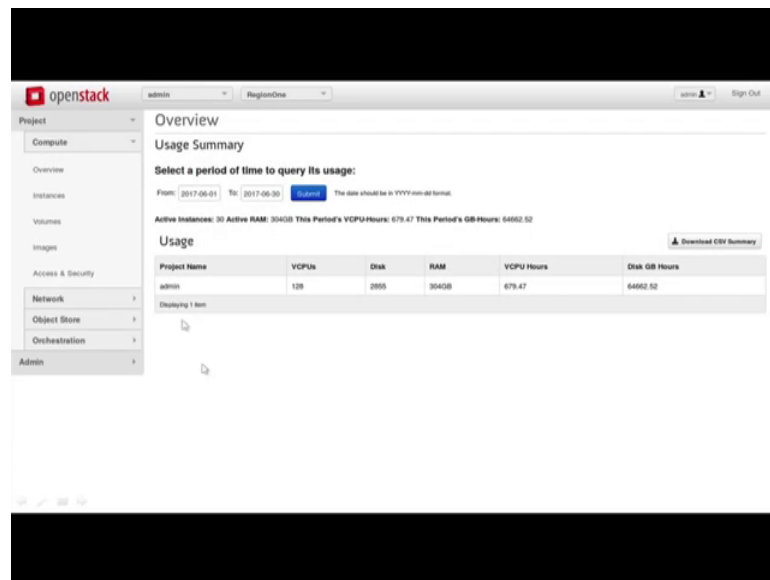 openstack
admin
RegionOne
admin
Sign Out
Project
Compute
Overview
Instances
Volumes
Images
Access & Security
Network
Object Store
Orchestration
Admin
Overview
Usage Summary
Select a period of time to query its usage:
From: 2017-06-01 To: 2017-06-30 Submit The date should be in YYYY-mm-dd format.
Active Instances: 30 Active RAM: 304GB This Period's VCPU-Hours: 679.47 This Period's GB-Hours: 64662.52
Usage
Download CSV Summary
Project Name VCPUs Disk RAM VCPU Hours Disk GB Hours
admin 128 2855 304GB 679.47 64662.52
Displaying 1 item